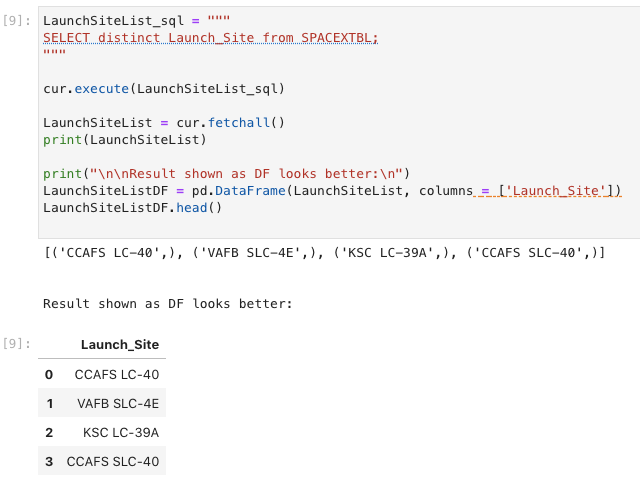 [9]: LaunchSiteList_sql = """
SELECT distinct Launch_Site from SPACEXTBL;
"""
cur.execute(LaunchSiteList_sql)
LaunchSiteList = cur.fetchall()
print(LaunchSiteList)
print("\n\nResult shown as DF looks better:\n")
LaunchSiteListDF = pd.DataFrame(LaunchSiteList, columns = ['Launch_Site'])
LaunchSiteListDF.head()
[('CCAFS LC-40',), ('VAFB SLC-4E',), ('KSC LC-39A',), ('CCAFS SLC-40',)]
Result shown as DF looks better:
[9]: Launch_Site
0 CCAFS LC-40
1 VAFB SLC-4E
2 KSC LC-39A
3 CCAFS SLC-40